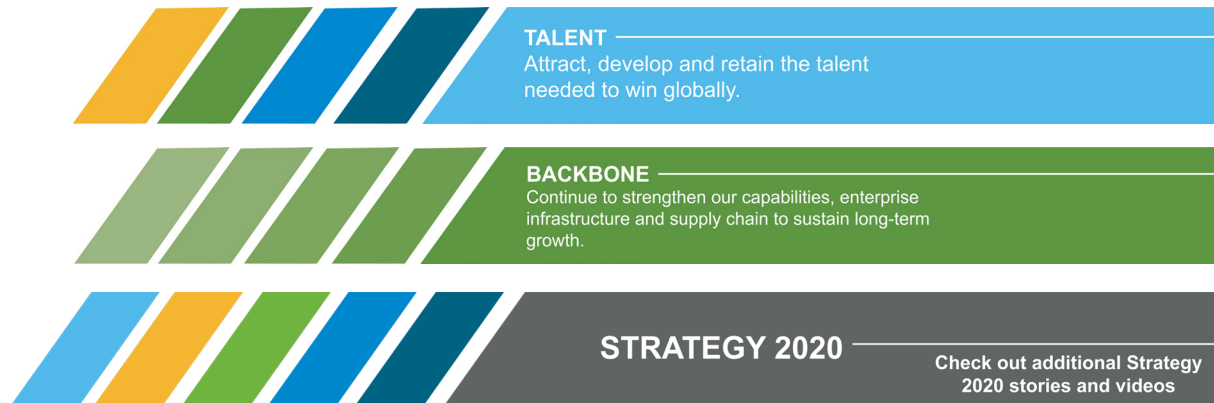 TALENT
Attract, develop and retain the talent
needed to win globally.
BACKBONE
Continue to strengthen our capabilities, enterprise
infrastructure and supply chain to sustain long-term
growth.
STRATEGY 2020
Check out additional Strategy
2020 stories and videos